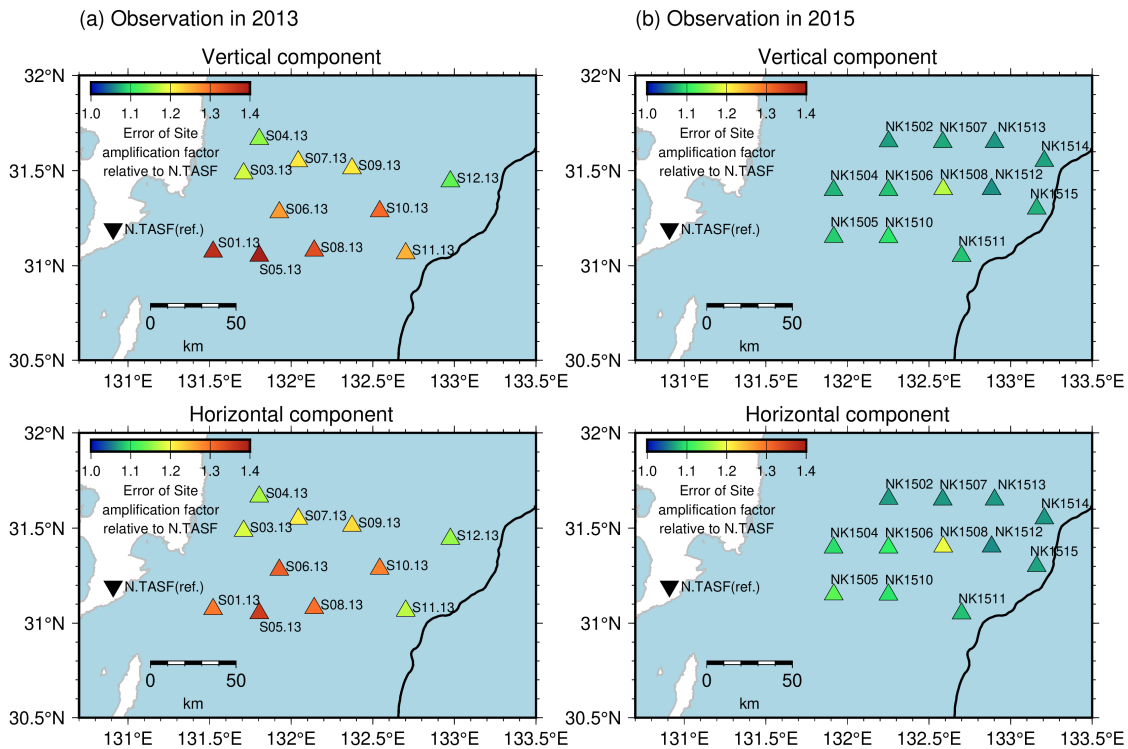 (a) Observation in 2013
Vertical component
32°N
31.5°N
31°N
30.5°N
1.0 1.1 1.2 1.3 1.4
Error of Site
amplification factor
relative to N.TASF
S04.13
S07.13
S03.13
S09.13
S12.13
S06.13
S10.13
N.TASF(ref.)
S01.13
S08.13
S11.13
S05.13
0 50
km
131°E 131.5°E 132°E 132.5°E 133°E 133.5°E
Horizontal component
32°N
31.5°N
31°N
30.5°N
1.0 1.1 1.2 1.3 1.4
Error of Site
amplification factor
relative to N.TASF
S04.13
S07.13
S03.13
S09.13
S12.13
S06.13
S10.13
N.TASF(ref.)
S01.13
S08.13
S11.13
S05.13
0 50
km
131°E 131.5°E 132°E 132.5°E 133°E 133.5°E
(b) Observation in 2015
Vertical component
32°N
31.5°N
31°N
30.5°N
1.0 1.1 1.2 1.3 1.4
Error of Site
amplification factor
relative to N.TASF
NK1502 NK1507 NK1513
NK1514
NK1504 NK1506 NK1508 NK1512
NK1515
N.TASF(ref.)
NK1505 NK1510
NK1511
0 50
km
131°E 131.5°E 132°E 132.5°E 133°E 133.5°E
Horizontal component
32°N
31.5°N
31°N
30.5°N
1.0 1.1 1.2 1.3 1.4
Error of Site
amplification factor
relative to N.TASF
NK1502 NK1507 NK1513
NK1514
NK1504 NK1506 NK1508 NK1512
NK1515
N.TASF(ref.)
NK1505 NK1510
NK1511
0 50
km
131°E 131.5°E 132°E 132.5°E 133°E 133.5°E